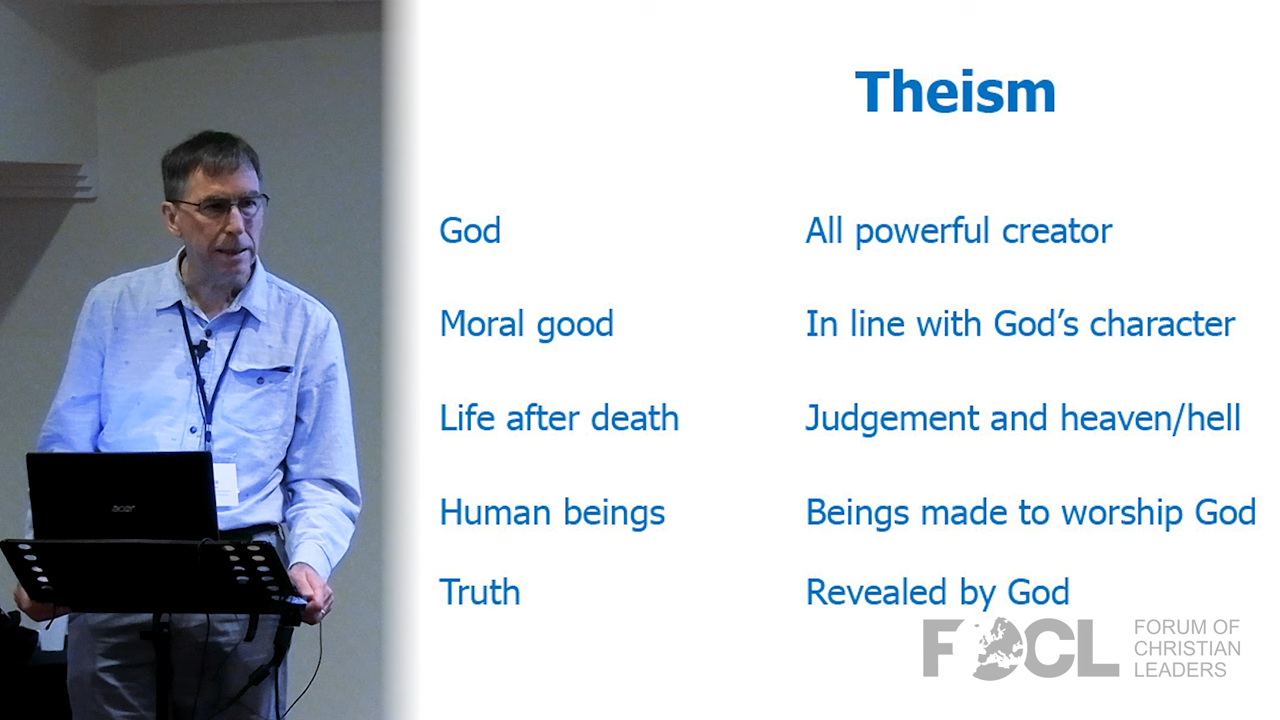 Theism
God All powerful creator
Moral good In line with God’s character
Life after death Judgement and heaven/hell
Human beings Beings made to worship God
Truth Revealed by God
FOCL
FORUM OF
CHRISTIAN
LEADERS
acer